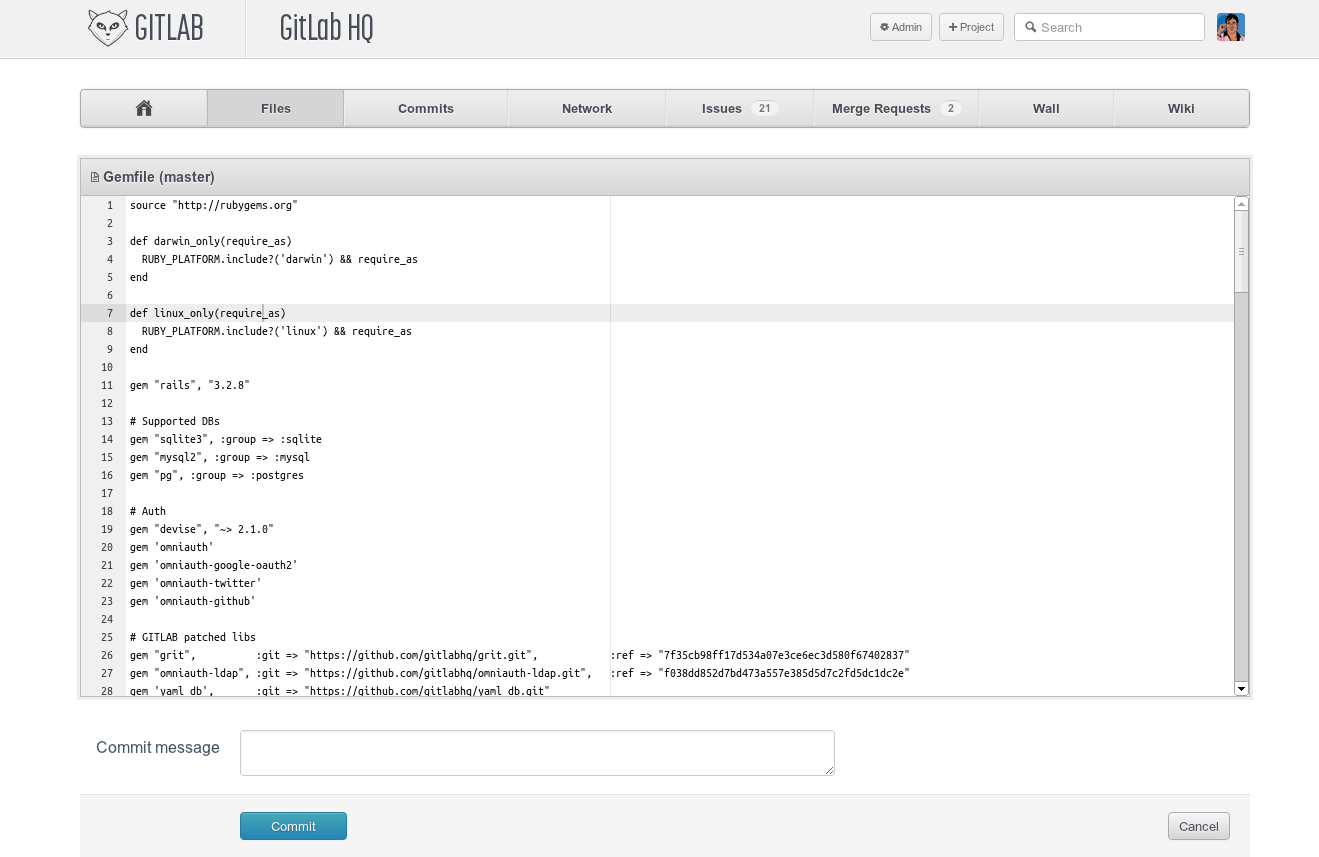 GITLAB
GitLab HQ
Admin
+ Project
Search
Files
Commits
Network
Issues 21
Merge Requests 2
Wall
Wiki
Gemfile (master)
1 source "http://rubygems.org"
2
3 def darwin_only(require_as)
4   RUBY_PLATFORM.include?('darwin') && require_as
5 end
6
7 def linux_only(require_as)
8   RUBY_PLATFORM.include?('linux') && require_as
9 end
10
11 gem "rails", "3.2.8"
12
13 # Supported DBs
14 gem "sqlite3", :group => :sqlite
15 gem "mysql2", :group => :mysql
16 gem "pg", :group => :postgres
17
18 # Auth
19 gem "devise", "~> 2.1.0"
20 gem 'omniauth'
21 gem 'omniauth-google-oauth2'
22 gem 'omniauth-twitter'
23 gem 'omniauth-github'
24
25 # GITLAB patched libs
26 gem "grit",          :git => "https://github.com/gitlabhq/grit.git",            :ref => "7f35cb98ff17d534a07e3ce6ec3d580f67402837"
27 gem "omniauth-ldap", :git => "https://github.com/gitlabhq/omniauth-ldap.git",   :ref => "f038dd852d7bd473a557e385d5d7c2fd5dc1dc2e"
28 gem 'yaml_db',       :git => "https://github.com/gitlabhq/yaml_db.git"
Commit message
Commit
Cancel